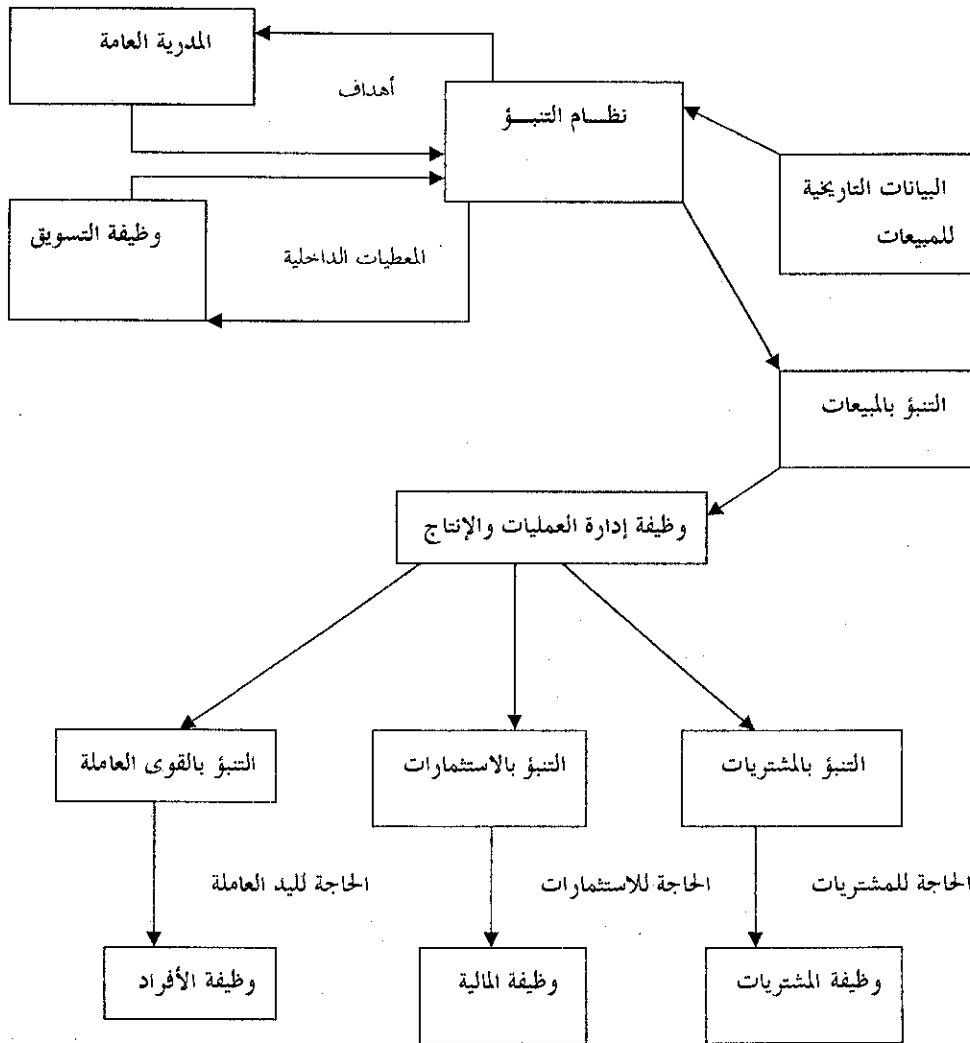 المدرية العامة
أهداف
نظــــام التنبـــؤ
البيانات التاريخية
للمبيعات
وظيفة التسويق
المعطيات الداخلية
التنبؤ بالمبيعات
وظيفة إدارة العمليات والإنتاج
التنبؤ بالمشتريات
التنبؤ بالاستثمارات
التنبؤ بالقوى العاملة
الحاجة للمشتريات
الحاجة للاستثمارات
الحاجة لليد العاملة
وظيفة المشتريات
وظيفة المالية
وظيفة الأفراد